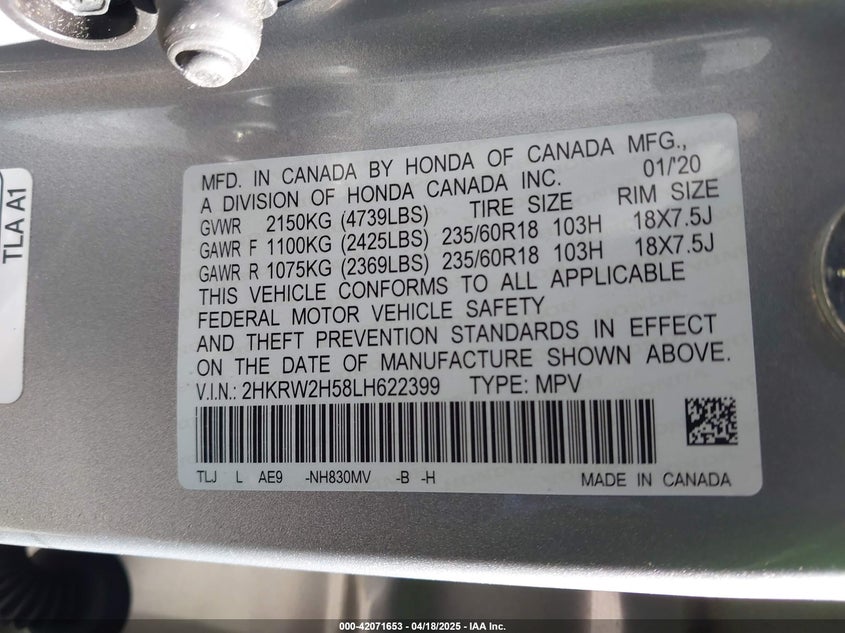 TLA A1
MFD. IN CANADA BY HONDA OF CANADA MFG.,
A DIVISION OF HONDA CANADA INC. 01/'20
GVWR 2150KG (4739LBS) TIRE SIZE RIM SIZE
GAWR F 1100KG (2425LBS) 235/60R18 103H 18X7.5J
GAWR R 1075KG (2369LBS) 235/60R18 103H 18X7.5J
THIS VEHICLE CONFORMS TO ALL APPLICABLE
FEDERAL MOTOR VEHICLE SAFETY
AND THEFT PREVENTION STANDARDS IN EFFECT
ON THE DATE OF MANUFACTURE SHOWN ABOVE.
V.I.N.: 2HKRW2H58LH622399 TYPE: MPV
TLJ L AE9 -NH830MV -B -H MADE IN CANADA
000-42071653 - 04/18/2025 - IAA Inc.